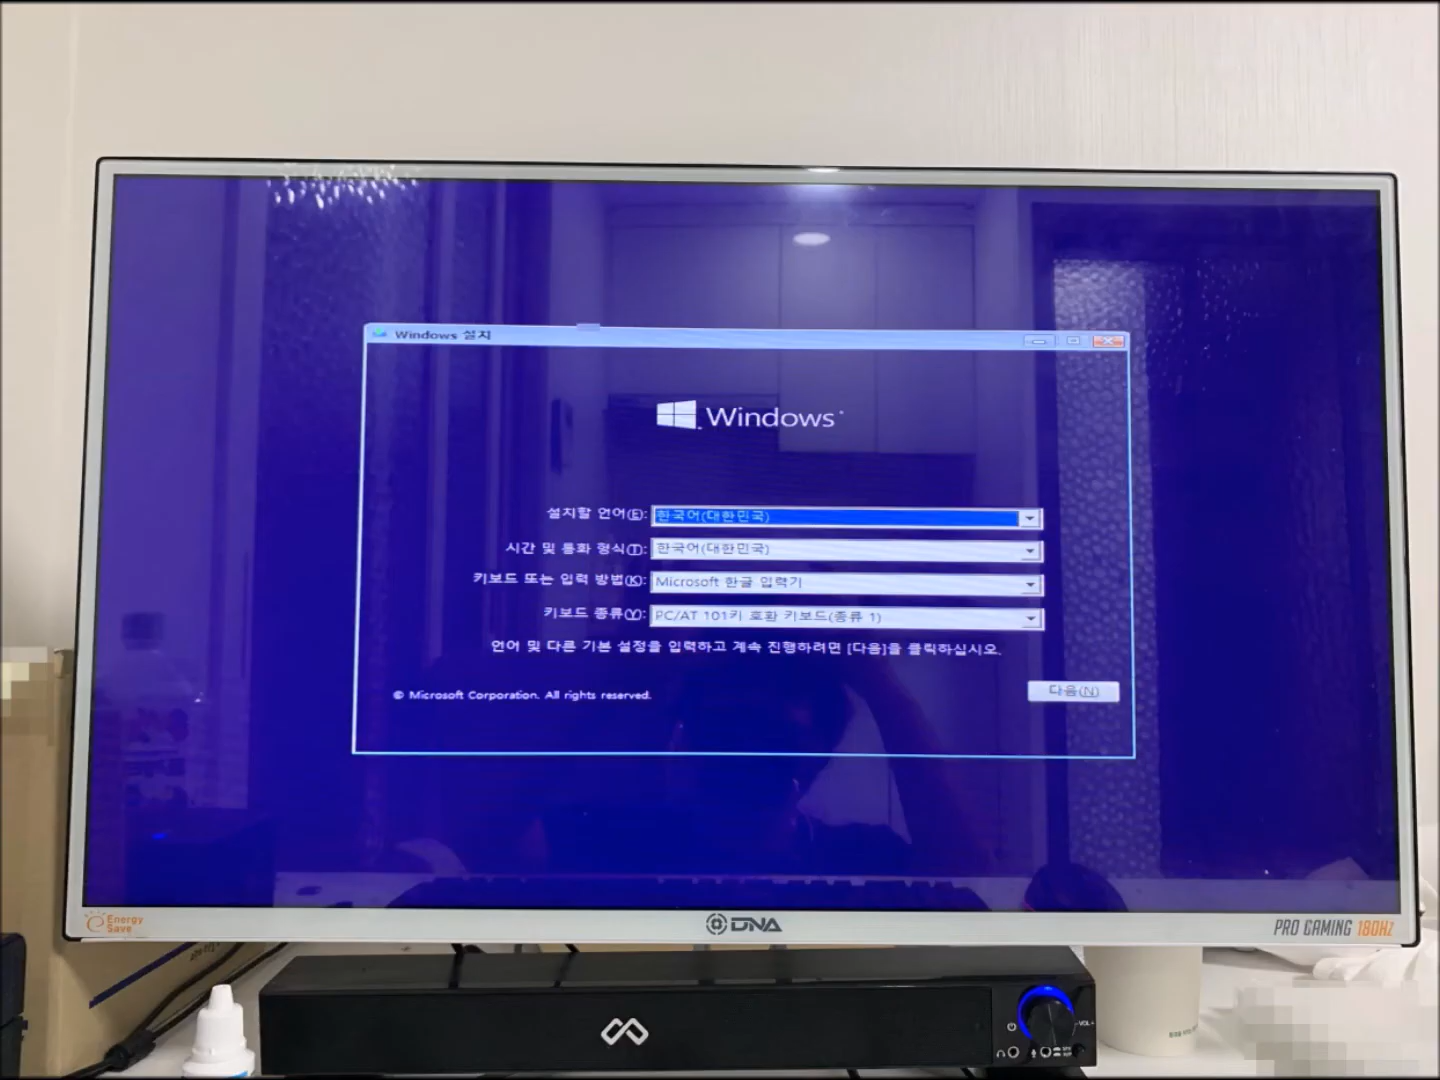 Windows 설치
Windows
설치할 언어(E): 한국어(대한민국)
시간 및 통화 형식(T): 한국어(대한민국)
키보드 또는 입력 방법(K): Microsoft 한글 입력기
키보드 종류(Y): PC/AT 101키 호환 키보드(종류 1)
언어 및 다른 기본 설정을 입력하고 계속 진행하려면 [다음]을 클릭하십시오.
© Microsoft Corporation. All rights reserved.
다음(N)
Energy Save
DNA
PRO GAMING 180Hz
VOL+